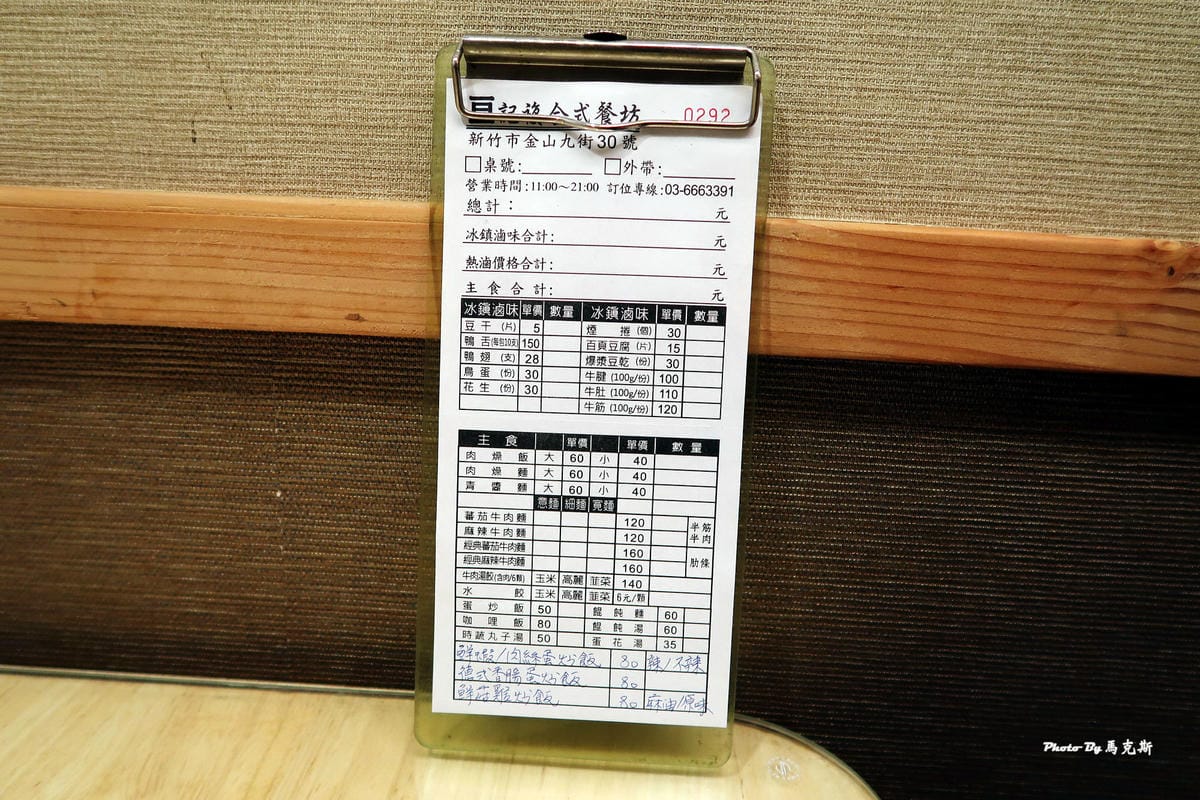 豆記複合式餐坊 0292
新竹市金山九街30號
桌號: 外帶:
營業時間:11:00~21:00 訂位專線:03-6663391
總計: 元
冰鎮滷味合計: 元
熱滷價格合計: 元
主食合計: 元
冰鎮滷味 單價 數量 冰鎮滷味 單價 數量
豆干(片) 5 煙捲(個) 30
鴨舌(每包10支) 150 百頁豆腐(片) 15
鴨翅(支) 28 爆漿豆乾(份) 30
鳥蛋(份) 30 牛腱(100g/份) 100
花生(份) 30 牛肚(100g/份) 110
牛筋(100g/份) 120
主食 單價 單價 數量
肉燥飯 大 60 小 40
肉燥麵 大 60 小 40
青醬麵 大 60 小 40
意麵 細麵 寬麵
蕃茄牛肉麵 120 半筋
麻辣牛肉麵 120 半肉
經典蕃茄牛肉麵 160 肋條
經典麻辣牛肉麵 160
牛肉湯餃(含肉/6顆) 玉米 高麗 韮菜 140
水餃 玉米 高麗 韮菜 6元/顆
蛋炒飯 50 餛飩麵 60
咖哩飯 80 餛飩湯 60
時蔬丸子湯 50 蛋花湯 35
鮮蝦/肉絲蛋炒飯 80 辣/不辣
德式香腸蛋炒飯 80
鮮菇雞炒飯 80 麻油/原味
Photo By 馬克斯